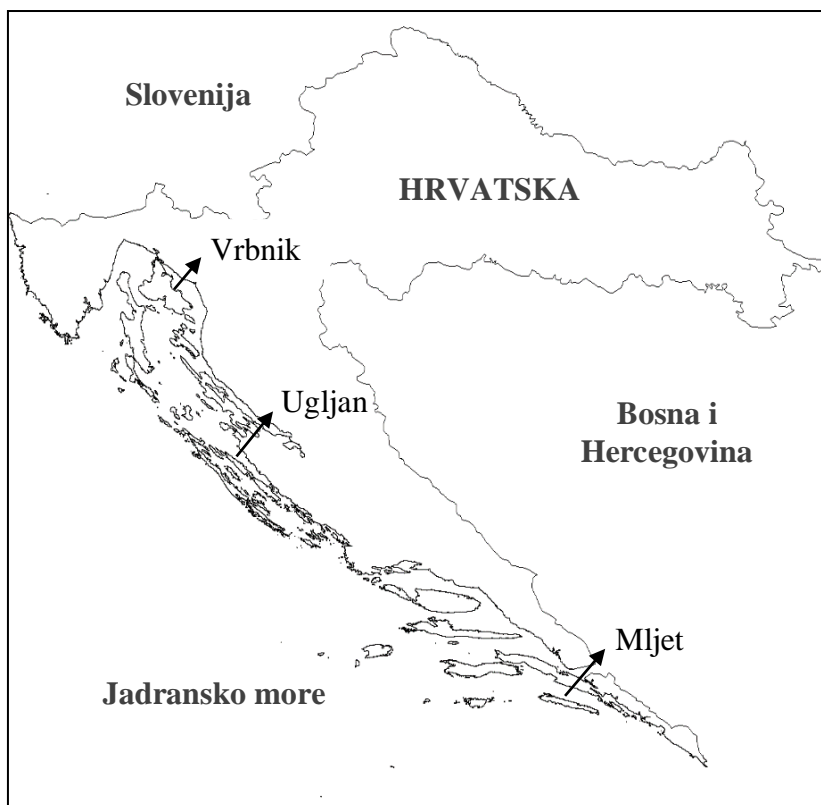 Slovenija
HRVATSKA
Vrbnik
Ugljan
Bosna i
Hercegovina
Mljet
Jadransko more